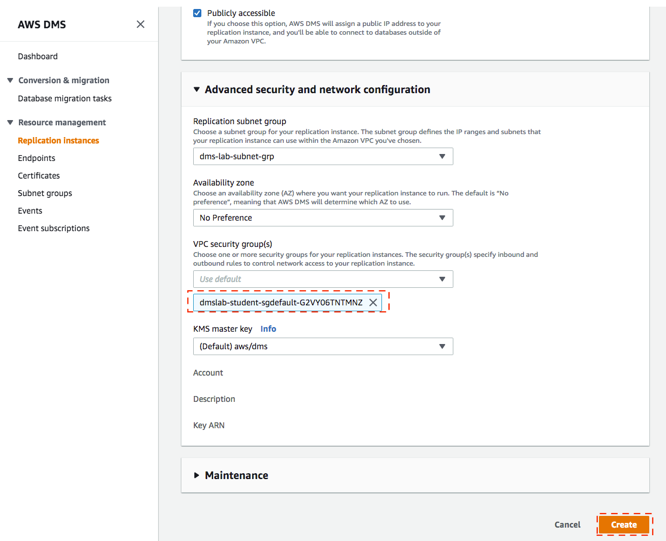 AWS DMS
Dashboard
Conversion & migration
Database migration tasks
Resource management
Replication instances
Endpoints
Certificates
Subnet groups
Events
Event subscriptions
Publicly accessible
If you choose this option, AWS DMS will assign a public IP address to your
replication instance, and you'll be able to connect to databases outside
of your Amazon VPC.
Advanced security and network configuration
Replication subnet group
Choose a subnet group for your replication instance. The subnet group defines the IP ranges and subnets that
your replication instance can use within the Amazon VPC you've chosen.
dms-lab-subnet-grp
Availability zone
Choose an availability zone (AZ) where you want your replication instance to run. The default is "No
preference", meaning that AWS DMS will determine which AZ to use.
No Preference
VPC security group(s)
Choose one or more security groups for your replication instances. The security group(s) specify inbound and
outbound rules to control network access to your replication instance.
Use default
dmslab-student-sgdefault-G2VY06TNTMNZ
KMS master key Info
(Default) aws/dms
Account
Description
Key ARN
Maintenance
Cancel
Create